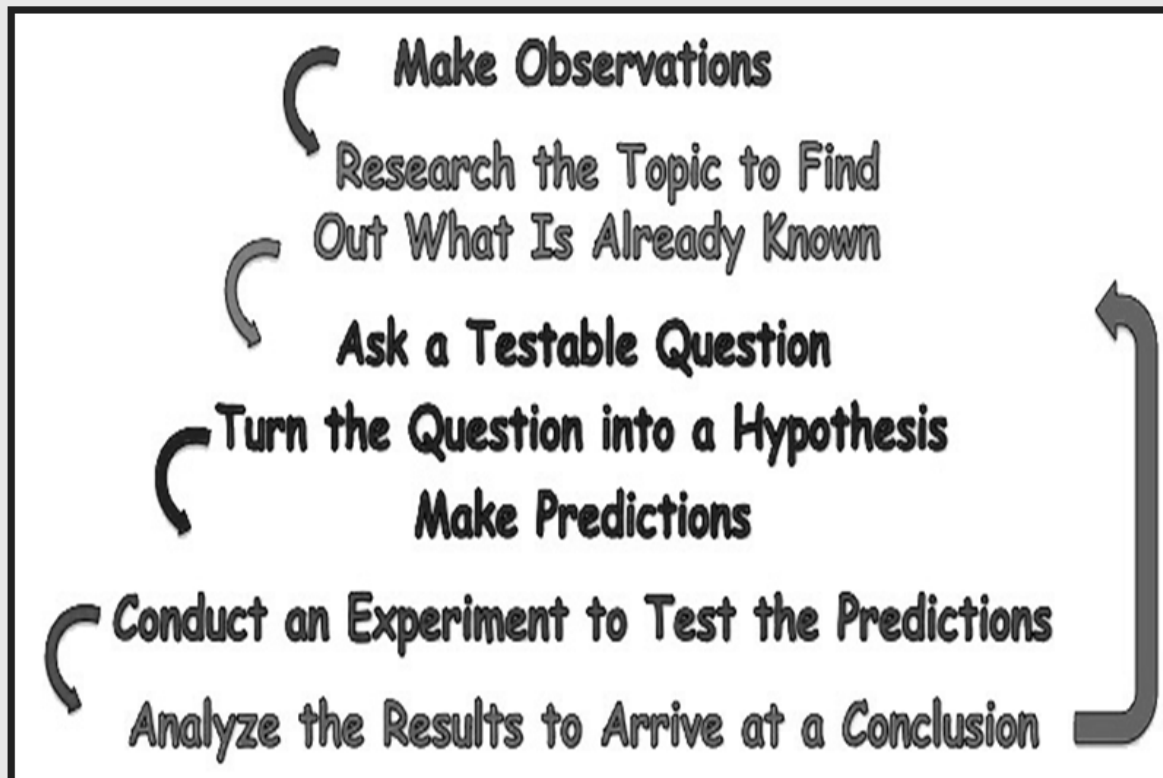 Make Observations
Research the Topic to Find
Out What Is Already Known
Ask a Testable Question
Turn the Question into a Hypothesis
Make Predictions
Conduct an Experiment to Test the Predictions
Analyze the Results to Arrive at a Conclusion